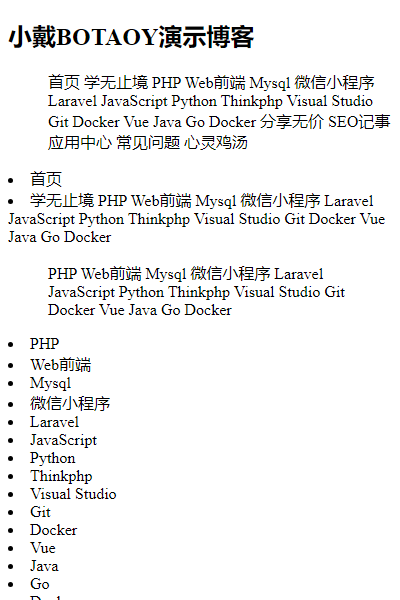 小戴BOTAOY演示博客
首页 学无止境 PHP Web前端 Mysql 微信小程序
Laravel JavaScript Python Thinkphp Visual Studio
Git Docker Vue Java Go Docker 分享无价 SEO记事
应用中心 常见问题 心灵鸡汤
首页
学无止境 PHP Web前端 Mysql 微信小程序 Laravel
JavaScript Python Thinkphp Visual Studio Git Docker Vue
Java Go Docker
PHP Web前端 Mysql 微信小程序 Laravel
JavaScript Python Thinkphp Visual Studio Git
Docker Vue Java Go Docker
PHP
Web前端
Mysql
微信小程序
Laravel
JavaScript
Python
Thinkphp
Visual Studio
Git
Docker
Vue
Java
Go